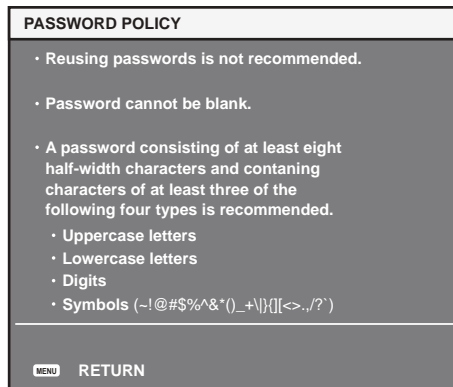 PASSWORD POLICY
・Reusing passwords is not recommended.
・Password cannot be blank.
・A password consisting of at least eight
half-width characters and contaning
characters of at least three of the
following four types is recommended.
・Uppercase letters
・Lowercase letters
・Digits
・Symbols (~!@#$%^&*()_+\|}{][<>.,/?`)
MENU RETURN